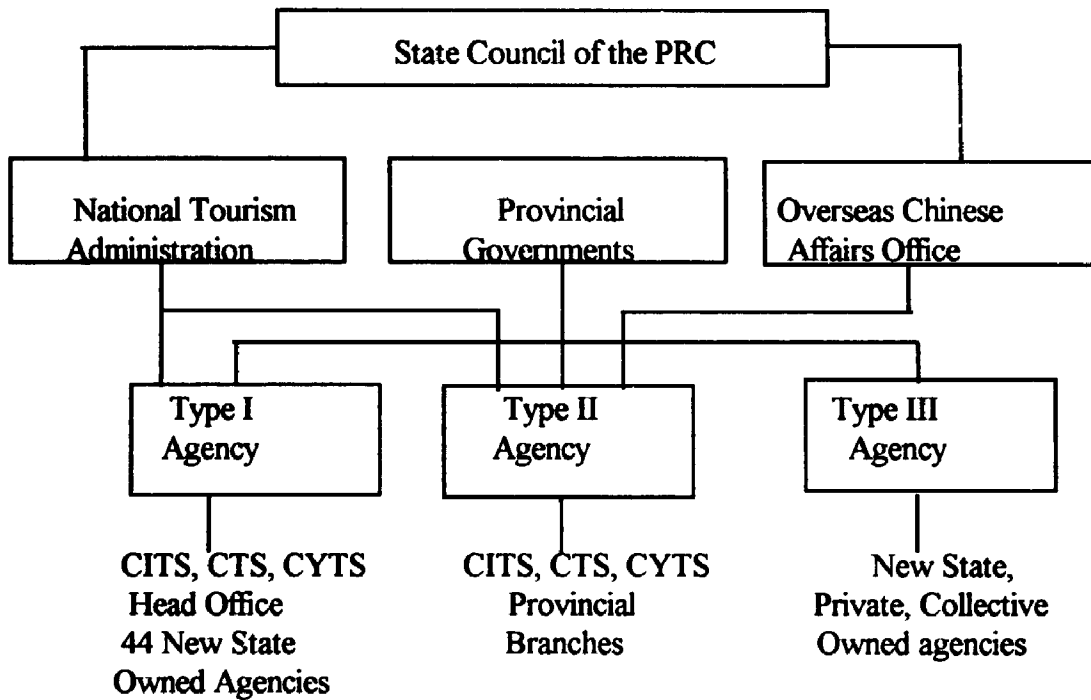 State Council of the PRC
National Tourism
Administration
Provincial
Governments
Overseas Chinese
Affairs Office
Type I
Agency
Type II
Agency
Type III
Agency
CITS, CTS, CYTS
Head Office
44 New State
Owned Agencies
CITS, CTS, CYTS
Provincial
Branches
New State,
Private, Collective
Owned agencies